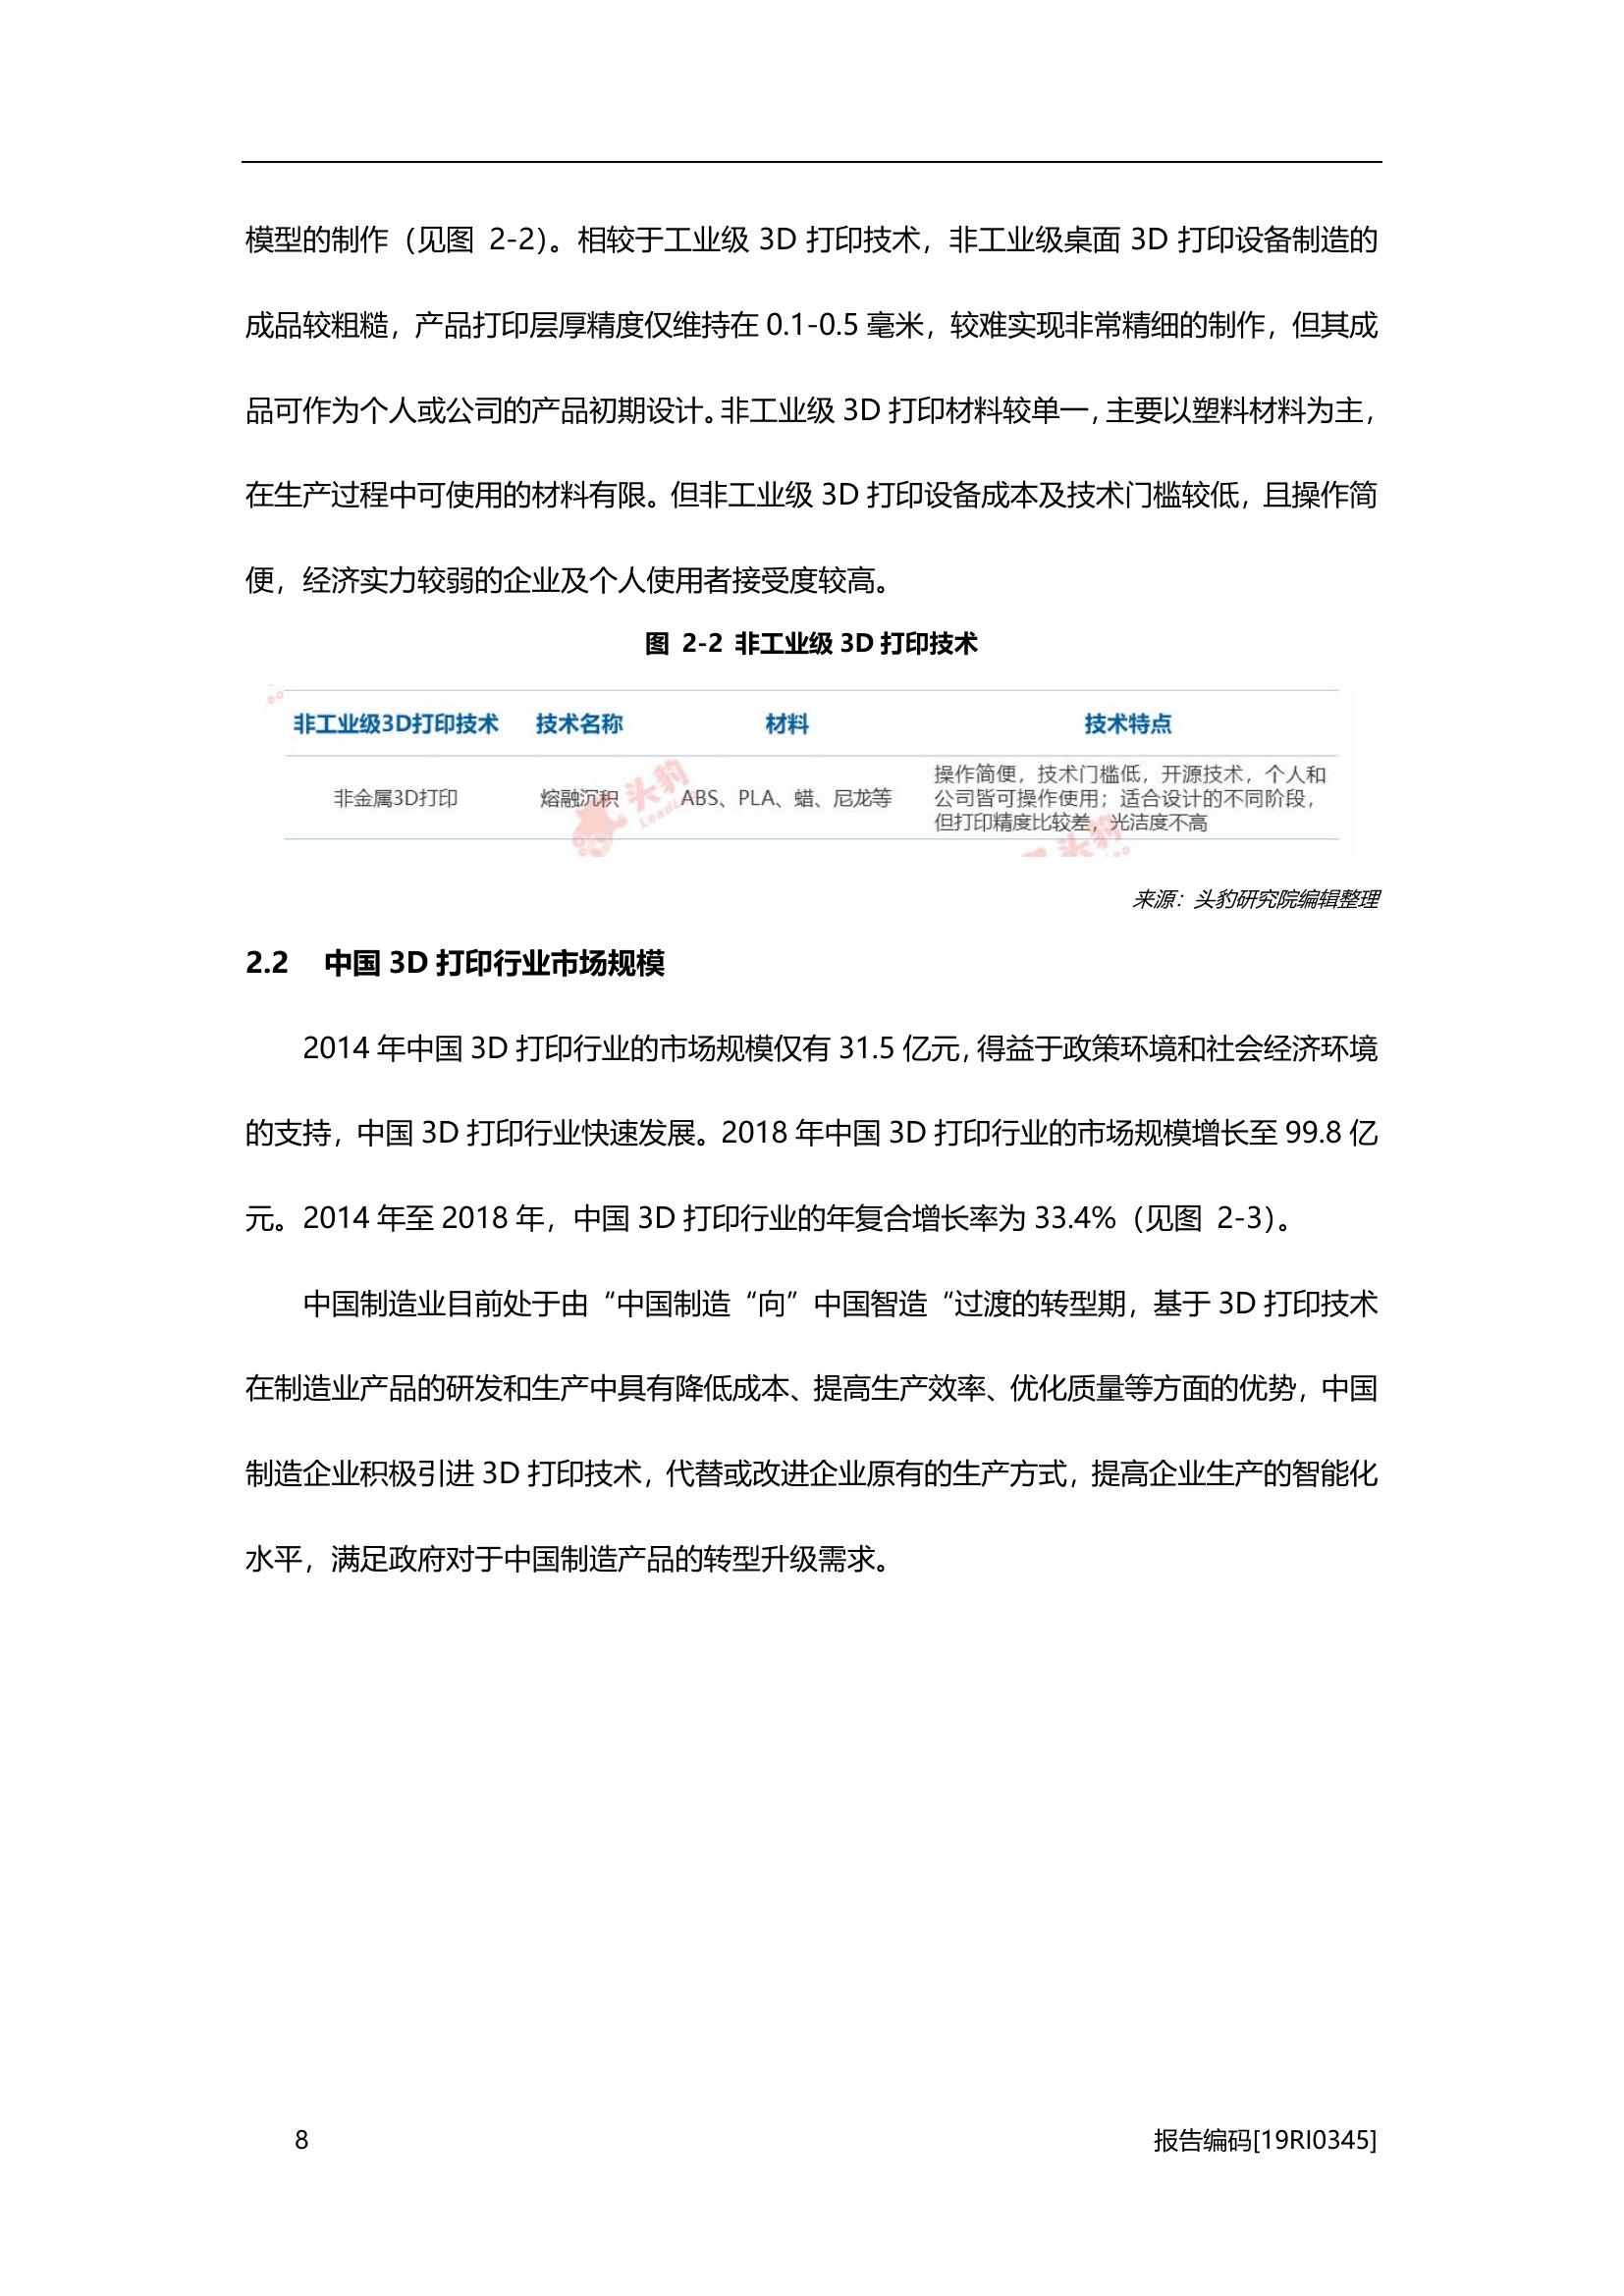 模型的制作（见图 2-2）。相较于工业级 3D 打印技术，非工业级桌面 3D 打印设备制造的
成品较粗糙，产品打印层厚精度仅维持在 0.1-0.5 毫米，较难实现非常精细的制作，但其成
品可作为个人或公司的产品初期设计。非工业级 3D 打印材料较单一，主要以塑料材料为主，
在生产过程中可使用的材料有限。但非工业级 3D 打印设备成本及技术门槛较低，且操作简
便，经济实力较弱的企业及个人使用者接受度较高。
图 2-2 非工业级 3D 打印技术
非工业级3D打印技术 技术名称 材料 技术特点
非金属3D打印 熔融沉积 ABS、PLA、蜡、尼龙等
操作简便，技术门槛低，开源技术，个人和
公司皆可操作使用；适合设计的不同阶段，
但打印精度比较差，光洁度不高
头豹
头豹
来源：头豹研究院编辑整理
2.2 中国 3D 打印行业市场规模
2014 年中国 3D 打印行业的市场规模仅有 31.5 亿元，得益于政策环境和社会经济环境
的支持，中国 3D 打印行业快速发展。2018 年中国 3D 打印行业的市场规模增长至 99.8 亿
元。2014 年至 2018 年，中国 3D 打印行业的年复合增长率为 33.4%（见图 2-3）。
中国制造业目前处于由“中国制造“向”中国智造“过渡的转型期，基于 3D 打印技术
在制造业产品的研发和生产中具有降低成本、提高生产效率、优化质量等方面的优势，中国
制造企业积极引进 3D 打印技术，代替或改进企业原有的生产方式，提高企业生产的智能化
水平，满足政府对于中国制造产品的转型升级需求。
8 报告编码[19RI0345]